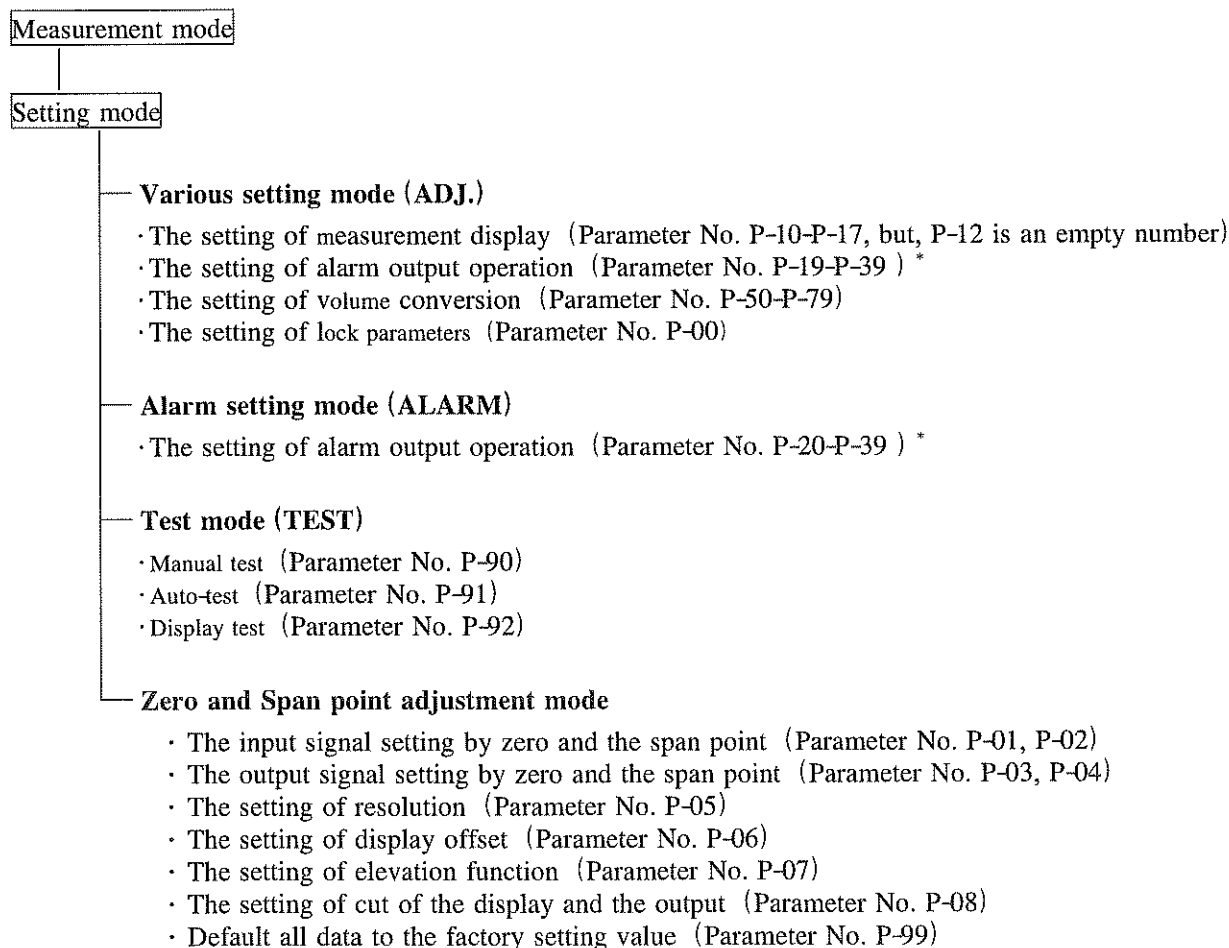 Measurement mode
Setting mode
Various setting mode (ADJ.)
·The setting of measurement display (Parameter No. P-10-P-17, but, P-12 is an empty number)
·The setting of alarm output operation (Parameter No. P-19-P-39 ) *
·The setting of volume conversion (Parameter No. P-50-P-79)
·The setting of lock parameters (Parameter No. P-00)
Alarm setting mode (ALARM)
·The setting of alarm output operation (Parameter No. P-20-P-39 ) *
Test mode (TEST)
·Manual test (Parameter No. P-90)
·Auto-test (Parameter No. P-91)
·Display test (Parameter No. P-92)
Zero and Span point adjustment mode
· The input signal setting by zero and the span point (Parameter No. P-01, P-02)
· The output signal setting by zero and the span point (Parameter No. P-03, P-04)
· The setting of resolution (Parameter No. P-05)
· The setting of display offset (Parameter No. P-06)
· The setting of elevation function (Parameter No. P-07)
· The setting of cut of the display and the output (Parameter No. P-08)
· Default all data to the factory setting value (Parameter No. P-99)